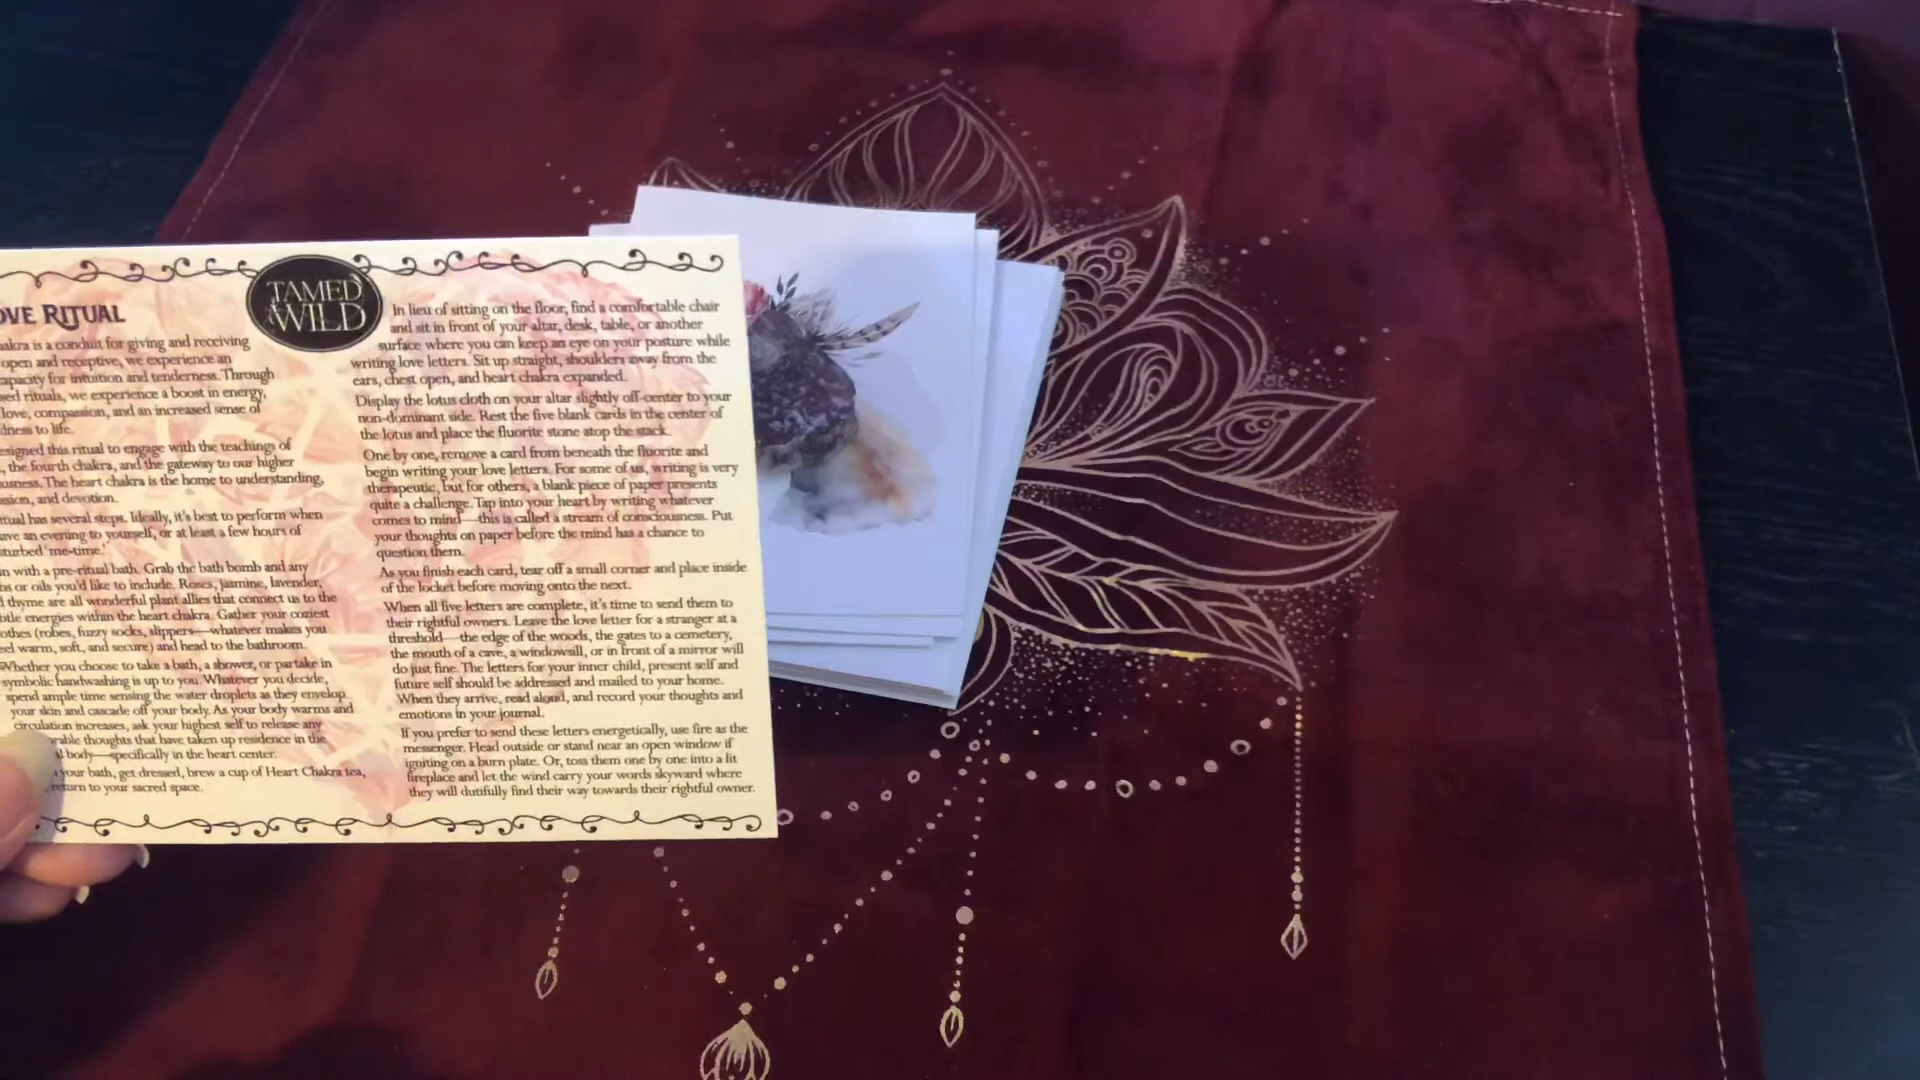 OVE RITUAL
akra is a conduit for giving and receiving
open and receptive, we experience an
apacity for intuition and tenderness. Through
sed rituals, we experience a boost in energy,
love, compassion, and an increased sense of
dness to life.
esigned this ritual to engage with the teachings of
, the fourth chakra, and the gateway to our higher
usness. The heart chakra is the home to understanding,
ssion, and devotion.
tual has several steps. Ideally, it's best to perform when
ave an evening to yourself, or at least a few hours of
sturbed 'me-time.'
n with a pre-ritual bath. Grab the bath bomb and any
bs or oils you'd like to include. Roses, jasmine, lavender,
d thyme are all wonderful plant allies that connect us to the
btle energies within the heart chakra. Gather your coziest
othes (robes, fuzzy socks, slippers—whatever makes you
eel warm, soft, and secure) and head to the bathroom.
Whether you choose to take a bath, a shower, or partake in
symbolic handwashing is up to you. Whatever you decide,
spend ample time sensing the water droplets as they envelop
your skin and cascade off your body. As your body warms and
circulation increases, ask your highest self to release any
rable thoughts that have taken up residence in the
l body—specifically in the heart center.
your bath, get dressed, brew a cup of Heart Chakra tea,
return to your sacred space.
TAMED
WILD
In lieu of sitting on the floor, find a comfortable chair
and sit in front of your altar, desk, table, or another
surface where you can keep an eye on your posture while
writing love letters. Sit up straight, shoulders away from the
ears, chest open, and heart chakra expanded.
Display the lotus cloth on your altar slightly off-center to your
non-dominant side. Rest the five blank cards in the center of
the lotus and place the fluorite stone atop the stack.
One by one, remove a card from beneath the fluorite and
begin writing your love letters. For some of us, writing is very
therapeutic, but for others, a blank piece of paper presents
quite a challenge. Tap into your heart by writing whatever
comes to mind—this is called a stream of consciousness. Put
your thoughts on paper before the mind has a chance to
question them.
As you finish each card, tear off a small corner and place inside
of the locket before moving onto the next.
When all five letters are complete, it's time to send them to
their rightful owners. Leave the love letter for a stranger at a
threshold—the edge of the woods, the gates to a cemetery,
the mouth of a cave, a windowsill, or in front of a mirror will
do just fine. The letters for your inner child, present self and
future self should be addressed and mailed to your home.
When they arrive, read aloud, and record your thoughts and
emotions in your journal.
If you prefer to send these letters energetically, use fire as the
messenger. Head outside or stand near an open window if
igniting on a burn plate. Or, toss them one by one into a lit
fireplace and let the wind carry your words skyward where
they will dutifully find their way towards their rightful owner.